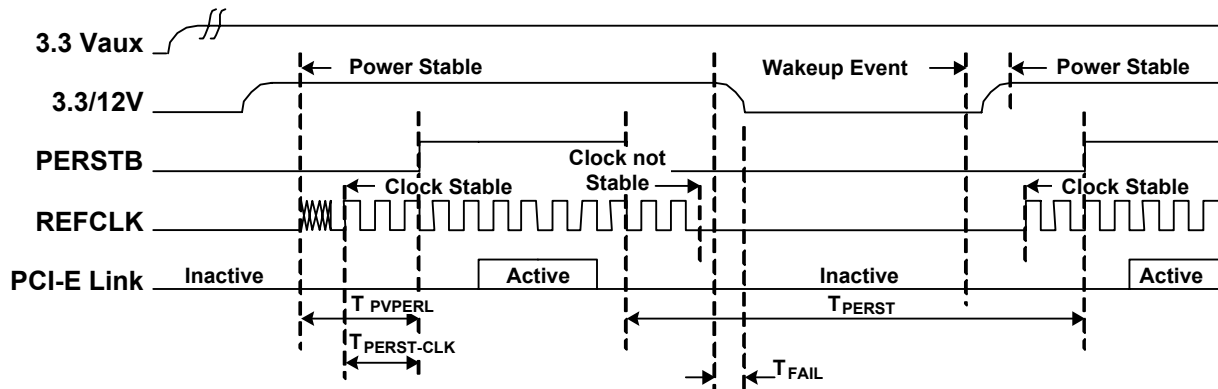 3.3 Vaux
Power Stable
Wakeup Event
Power Stable
3.3/12V
PERSTB
Clock not
Stable
Clock Stable
Clock Stable
REFCLK
PCI-E Link
Inactive
Active
Inactive
Active
T PVPERL
TPERST
TPERST-CLK
TFAIL